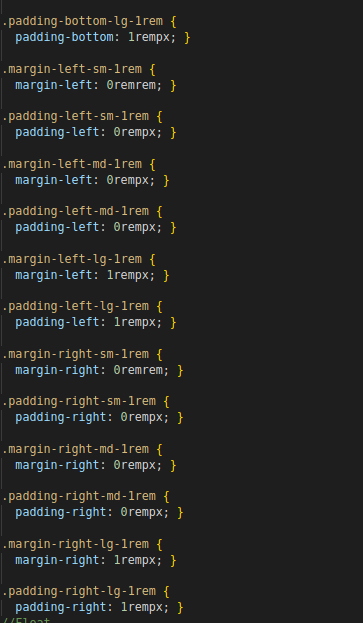 .padding-bottom-lg-1rem {
padding-bottom: 1rempx; }
.margin-left-sm-1rem {
margin-left: 0remrem; }
.padding-left-sm-1rem {
padding-left: 0rempx; }
.margin-left-md-1rem {
margin-left: 0rempx; }
.padding-left-md-1rem {
padding-left: 0rempx; }
.margin-left-lg-1rem {
margin-left: 1rempx; }
.padding-left-lg-1rem {
padding-left: 1rempx; }
.margin-right-sm-1rem {
margin-right: 0remrem; }
.padding-right-sm-1rem {
padding-right: 0rempx; }
.margin-right-md-1rem {
margin-right: 0rempx; }
.padding-right-md-1rem {
padding-right: 0rempx; }
.margin-right-lg-1rem {
margin-right: 1rempx; }
.padding-right-lg-1rem {
padding-right: 1rempx; }
//Float